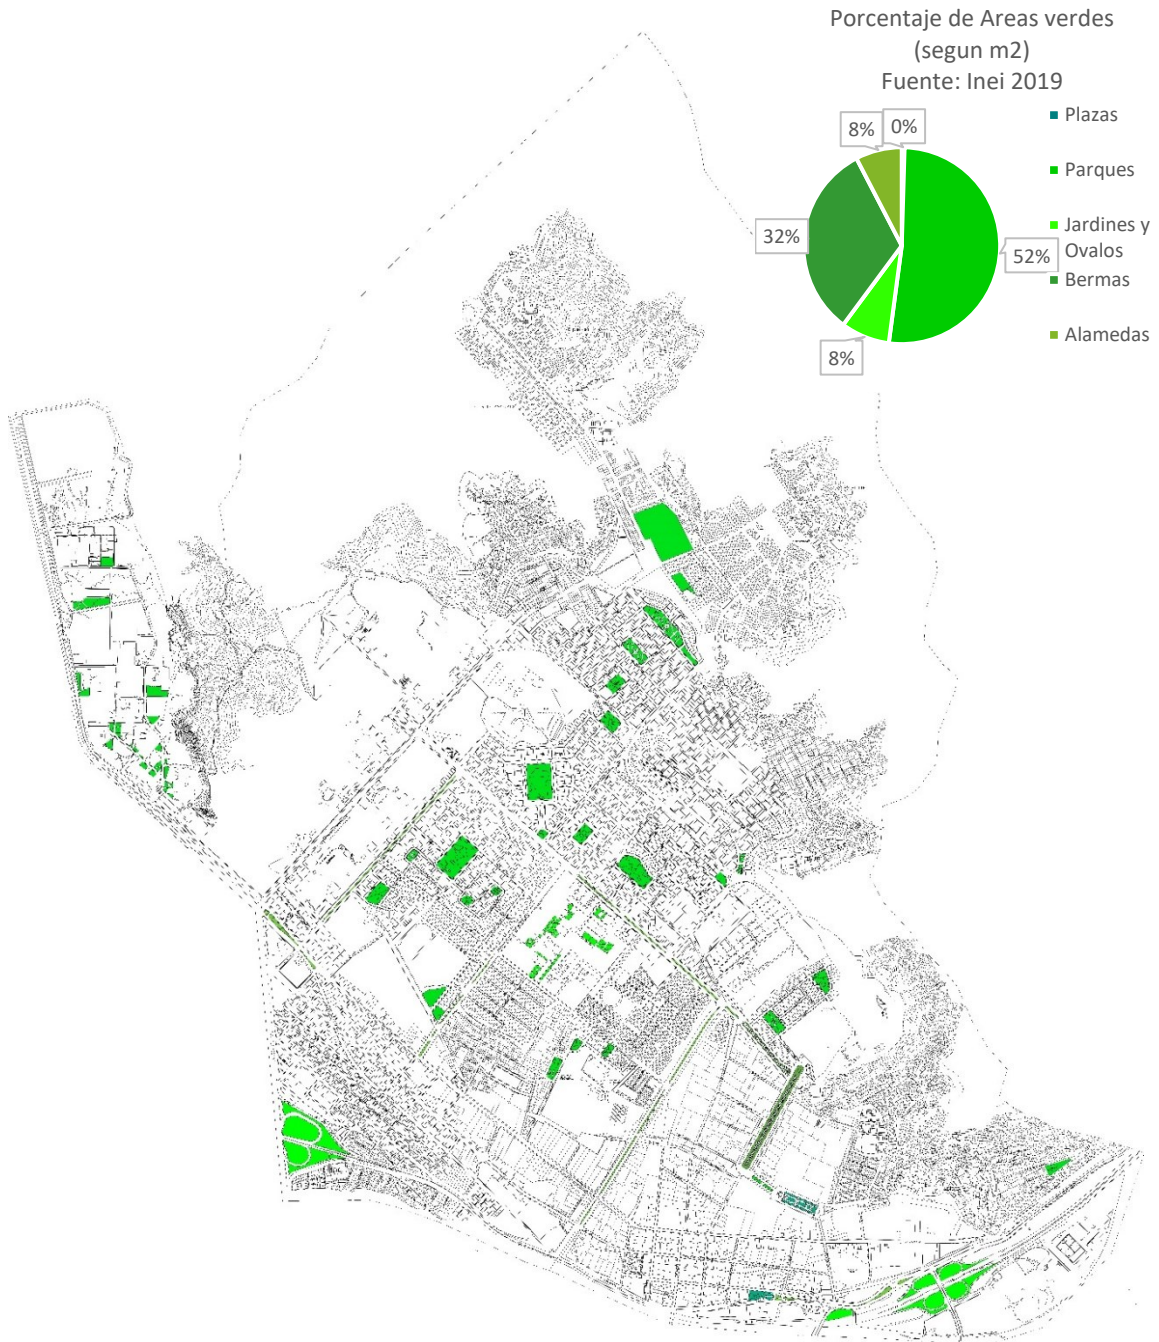 Porcentaje de Areas verdes
(segun m2)
Fuente: Inei 2019
8%
0%
32%
52%
8%
Plazas
Parques
Jardines y
Ovalos
Bermas
Alamedas